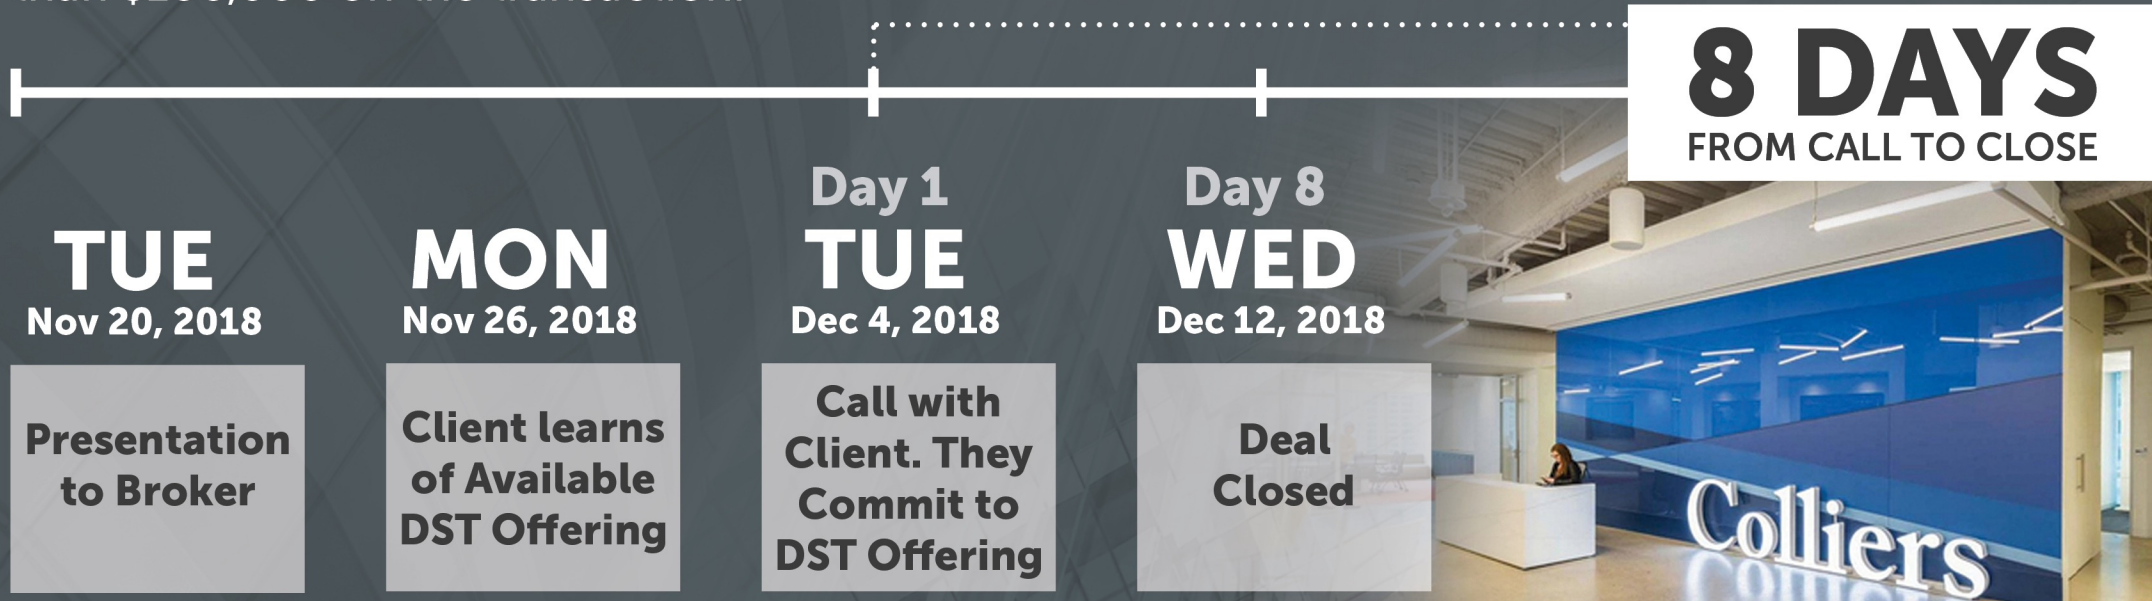 8 DAYS
FROM CALL TO CLOSE
Day 1
Day 8
TUE
MON
TUE
WED
Nov 20, 2018
Nov 26, 2018
Dec 4, 2018
Dec 12, 2018
Presentation
to Broker
Client learns
of Available
DST Offering
Call with
Client. They
Commit to
DST Offering
Deal
Closed
Colliers